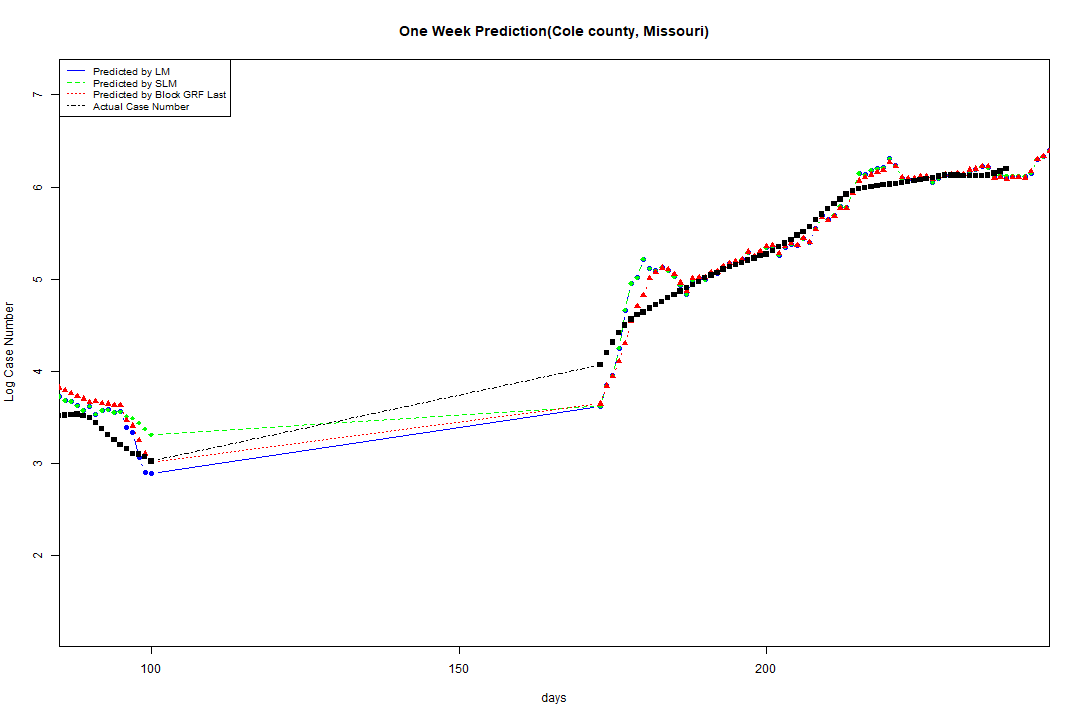 One Week Prediction(Cole county, Missouri)
Predicted by LM
Predicted by SLM
Predicted by Block GRF Last
Actual Case Number
7
6
5
4
3
2
Log Case Number
100 150 200
days